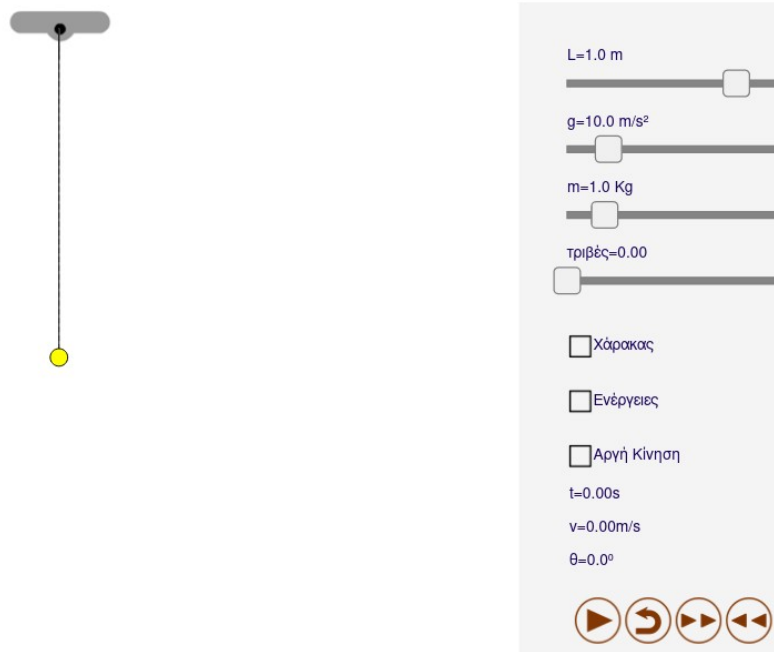 L=1.0 m
g=10.0 m/s²
m=1.0 Kg
τριβές=0.00
Χάρακας
Ενέργειες
Αργή Κίνηση
t=0.00s
v=0.00m/s
θ=0.0º